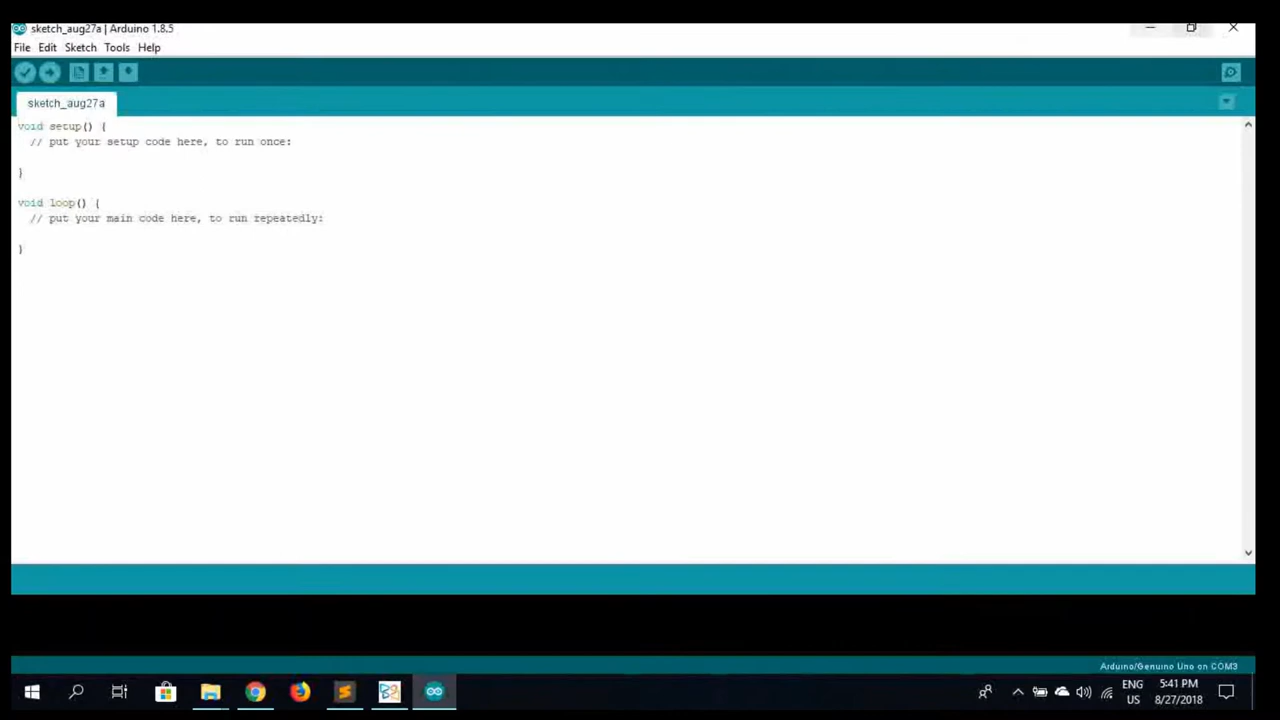 sketch_aug27a | Arduino 1.8.5
File Edit Sketch Tools Help
sketch_aug27a
void setup() {
// put your setup code here, to run once:
}
void loop() {
// put your main code here, to run repeatedly:
}
Arduino/Genuino Uno on COM3
ENG 5:41 PM
US 8/27/2018